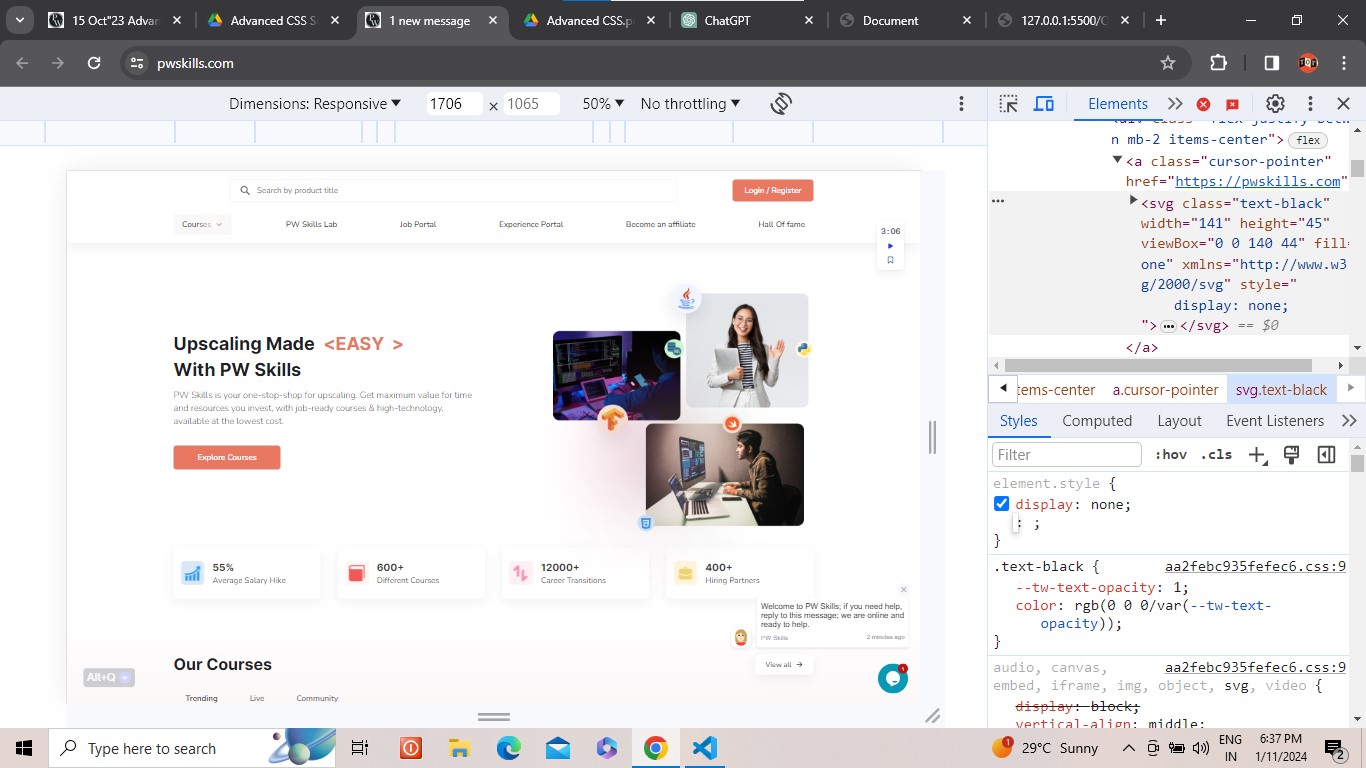 15 Oct"23 Advan
Advanced CSS S
1 new message
Advanced CSS.p
ChatGPT
Document
127.0.0.1:5500/
pwskills.com
Dimensions: Responsive
1706 × 1065
50%
No throttling
Elements
n mb-2 items-center">
flex
<a class="cursor-pointer"
href="https://pwskills.com"
<svg class="text-black"
width="141" height="45"
viewBox="0 0 140 44" fill=
one" xmlns="http://www.w3
g/2000/svg" style="
display: none;
"> ••• </svg> == $0
</a>
tems-center
a.cursor-pointer
svg.text-black
Styles
Computed
Layout
Event Listeners
Filter
:hov .cls
element.style {
display: none;
: ;
}
.text-black {
aa2febc935fefec6.css:9
--tw-text-opacity: 1;
color: rgb(0 0 0/var(--tw-text-
opacity));
}
audio, canvas,
aa2febc935fefec6.css:9
embed, iframe, img, object, svg, video {
display: block;
vertical-align: middle;
Search by product title
Login / Register
Courses
PW Skills Lab
Job Portal
Experience Portal
Become an affiliate
Hall Of fame
3:06
Upscaling Made <EASY >
With PW Skills
PW Skills is your one-stop-shop for upscaling. Get maximum value for time
and resources you invest, with job-ready courses & high-technology,
available at the lowest cost.
Explore Courses
55%
Average Salary Hike
600+
Different Courses
12000+
Career Transitions
400+
Hiring Partners
Welcome to PW Skills; if you need help,
reply to this message; we are online and
ready to help.
PW Skills
2 minutes ago
View all
1
Our Courses
Alt+Q
Trending
Live
Community
Type here to search
1
29°C Sunny
ENG
IN
6:37 PM
1/11/2024
2